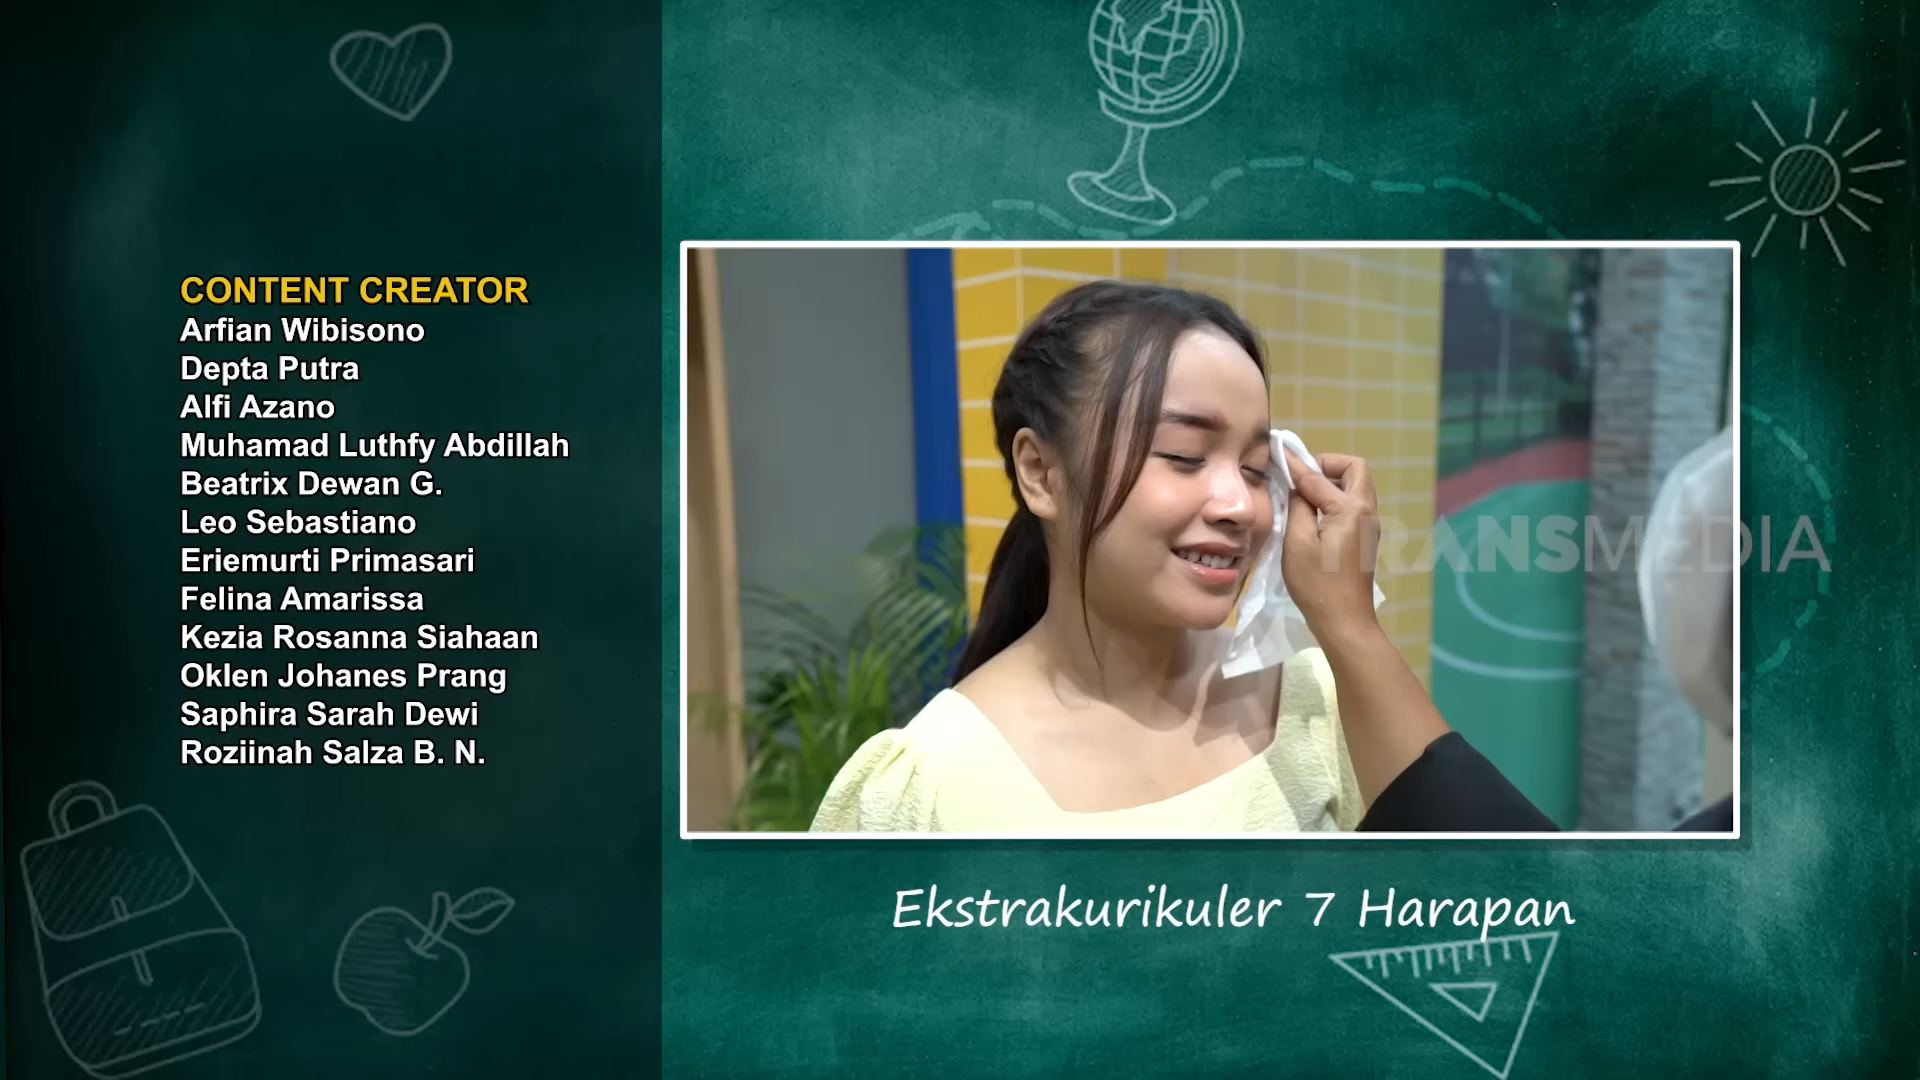 CONTENT CREATOR
Arfian Wibisono
Depta Putra
Alfi Azano
Muhamad Luthfy Abdillah
Beatrix Dewan G.
Leo Sebastiano
Eriemurti Primasari
Felina Amarissa
Kezia Rosanna Siahaan
Oklen Johanes Prang
Saphira Sarah Dewi
Roziinah Salza B. N.
TRANSMEDIA
Ekstrakurikuler 7 Harapan